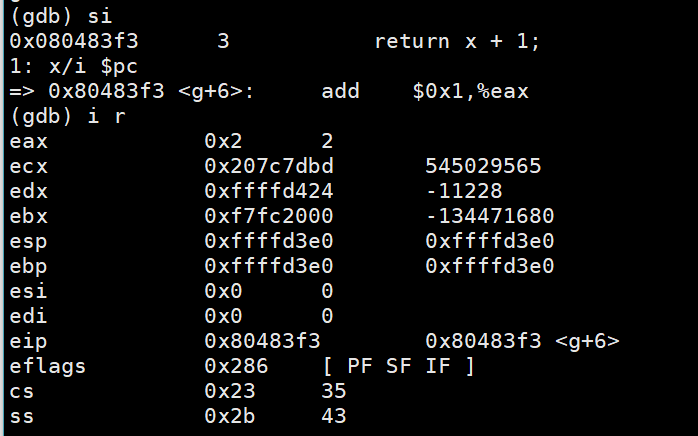 (gdb) si
0x080483f3 3 return x + 1;
1: x/i $pc
=> 0x80483f3 <g+6>: add $0x1,%eax
(gdb) i r
eax 0x2 2
ecx 0x207c7dbd 545029565
edx 0xffffd424 -11228
ebx 0xf7fc2000 -134471680
esp 0xffffd3e0 0xffffd3e0
ebp 0xffffd3e0 0xffffd3e0
esi 0x0 0
edi 0x0 0
eip 0x80483f3 0x80483f3 <g+6>
eflags 0x286 [ PF SF IF ]
cs 0x23 35
ss 0x2b 43